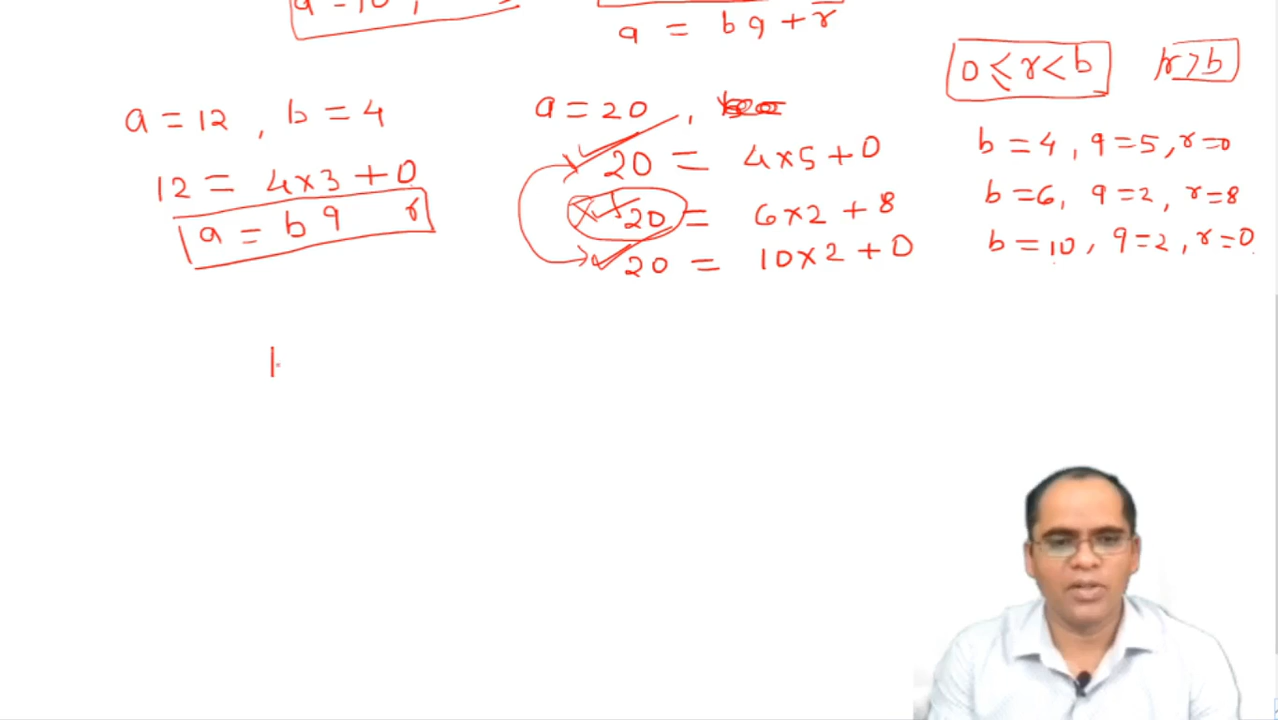 a = bq + r
0 ≤ r < b
r > b
a = 12 , b = 4
12 = 4×3 + 0
a = b q r
a = 20 ,
20 = 4×5 + 0
20 = 6×2 + 8
20 = 10×2 + 0
b = 4 , q = 5 , r = 0
b = 6 , q = 2 , r = 8
b = 10 , q = 2 , r = 0